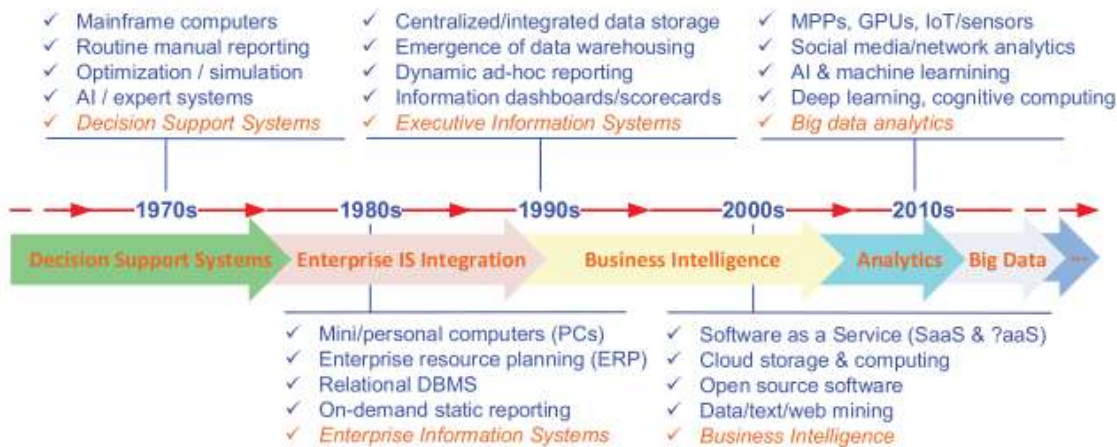 ✓ Mainframe computers
✓ Routine manual reporting
✓ Optimization / simulation
✓ AI / expert systems
✓ Decision Support Systems
✓ Centralized/integrated data storage
✓ Emergence of data warehousing
✓ Dynamic ad-hoc reporting
✓ Information dashboards/scorecards
✓ Executive Information Systems
✓ MPPs, GPUs, IoT/sensors
✓ Social media/network analytics
✓ AI & machine learnining
✓ Deep learning, cognitive computing
✓ Big data analytics
1970s 1980s 1990s 2000s 2010s
Decision Support Systems Enterprise IS Integration Business Intelligence Analytics Big Data ...
✓ Mini/personal computers (PCs)
✓ Enterprise resource planning (ERP)
✓ Relational DBMS
✓ On-demand static reporting
✓ Enterprise Information Systems
✓ Software as a Service (SaaS & ?aaS)
✓ Cloud storage & computing
✓ Open source software
✓ Data/text/web mining
✓ Business Intelligence